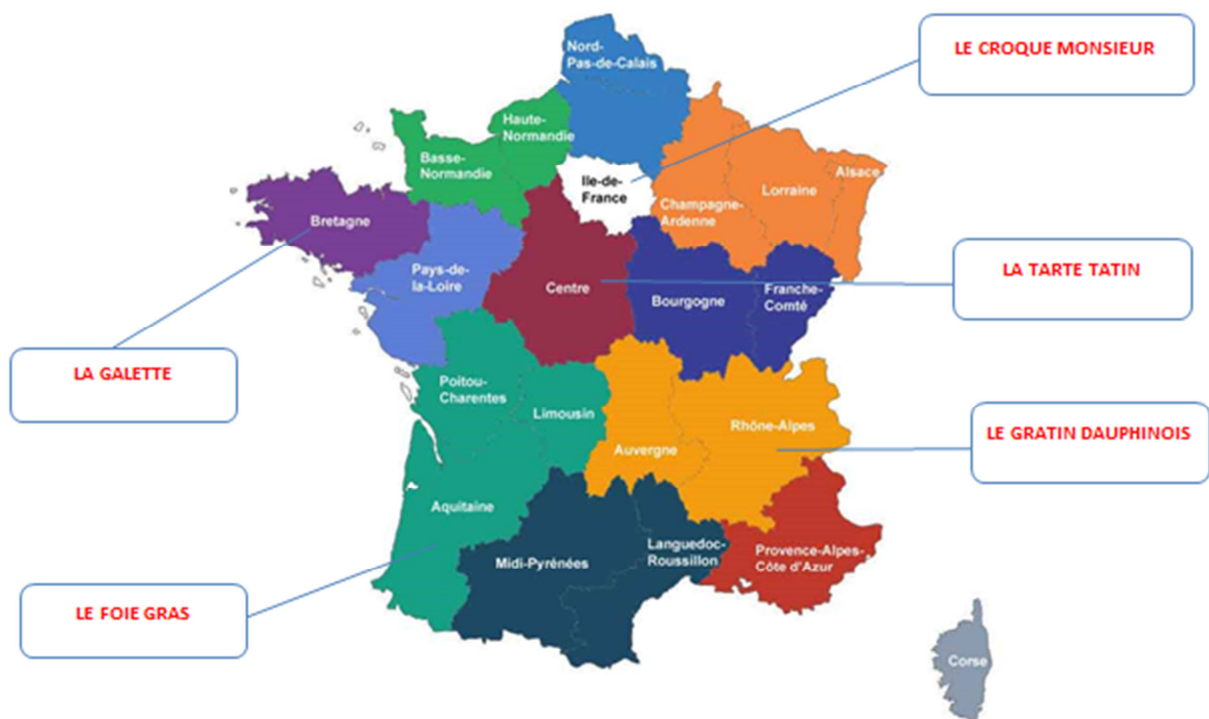 LE CROQUE MONSIEUR
Nord-
Pas-de-Calais
Haute-
Normandie
Basse-
Normandie
Ile-de-
France
Champagne-
Ardenne
Lorraine
Alsace
Bretagne
Pays-de-
la-Loire
Centre
Bourgogne
Franche-
Comté
LA TARTE TATIN
LA GALETTE
Poitou-
Charentes
Limousin
Auvergne
Rhône-Alpes
LE GRATIN DAUPHINOIS
Aquitaine
Midi-Pyrénées
Languedoc-
Roussillon
Provence-Alpes-
Côte d'Azur
LE FOIE GRAS
Corse